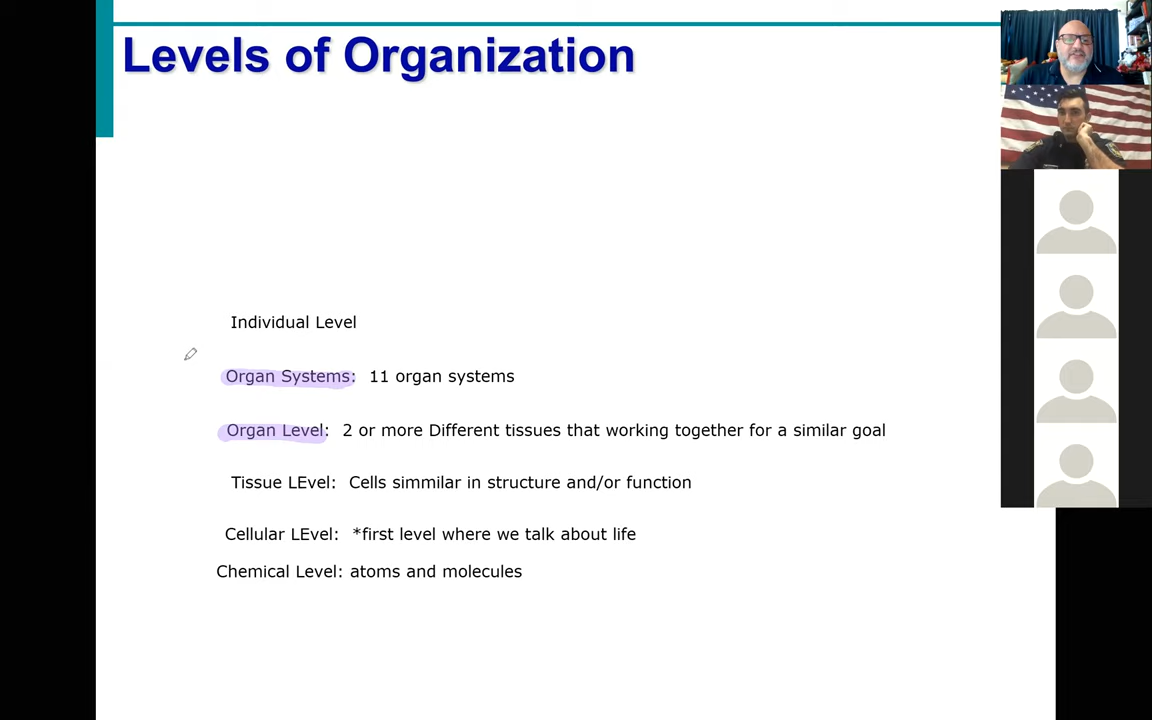 Levels of Organization
Individual Level
Organ Systems: 11 organ systems
Organ Level: 2 or more Different tissues that working together for a similar goal
Tissue LEvel: Cells simmilar in structure and/or function
Cellular LEvel: *first level where we talk about life
Chemical Level: atoms and molecules